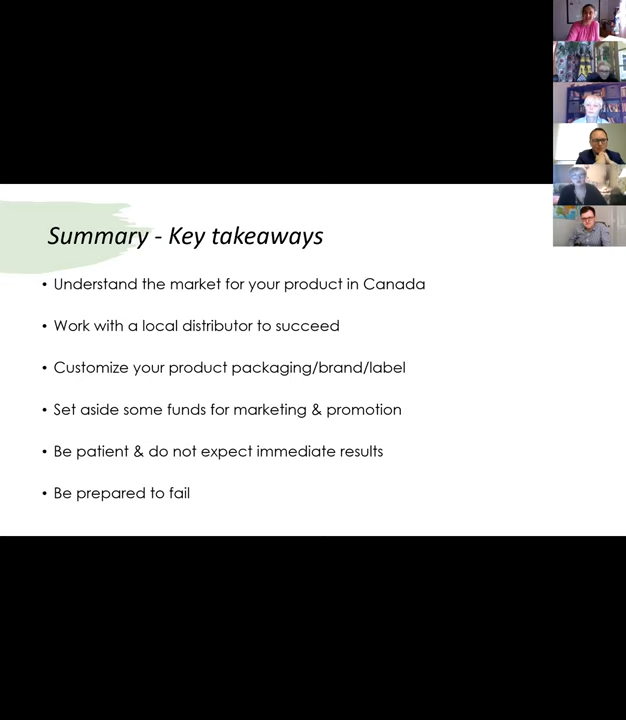 Summary - Key takeaways
• Understand the market for your product in Canada
• Work with a local distributor to succeed
• Customize your product packaging/brand/label
• Set aside some funds for marketing & promotion
• Be patient & do not expect immediate results
• Be prepared to fail